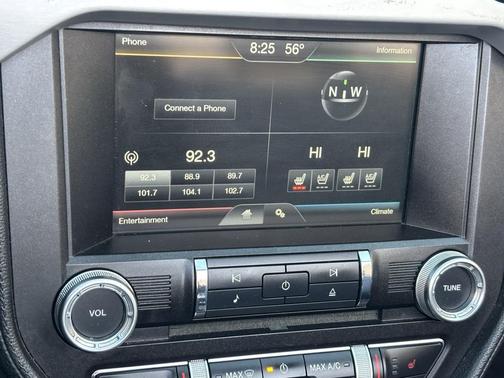 Phone 8:25 56° Information
Connect a Phone
N W
92.3
HI HI
92.3 88.9 89.7
101.7 104.1 102.7
Entertainment Climate
VOL
TUNE
MAX
MAX A/C